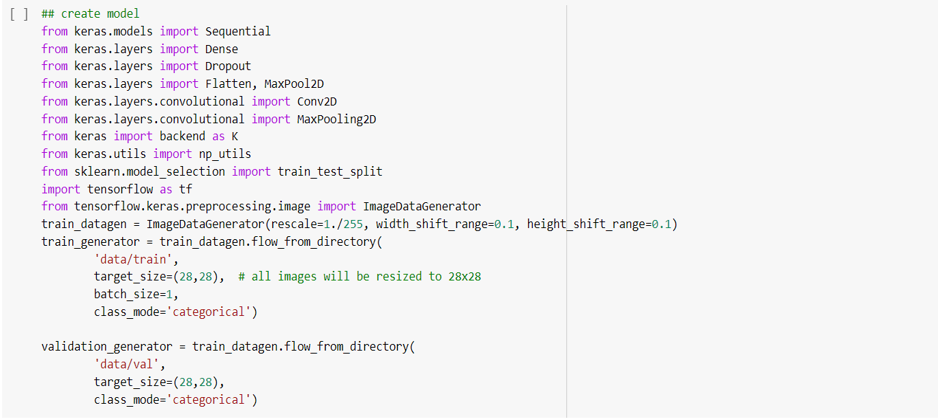 [ ] ## create model
from keras.models import Sequential
from keras.layers import Dense
from keras.layers import Dropout
from keras.layers import Flatten, MaxPool2D
from keras.layers.convolutional import Conv2D
from keras.layers.convolutional import MaxPooling2D
from keras import backend as K
from keras.utils import np_utils
from sklearn.model_selection import train_test_split
import tensorflow as tf
from tensorflow.keras.preprocessing.image import ImageDataGenerator
train_datagen = ImageDataGenerator(rescale=1./255, width_shift_range=0.1, height_shift_range=0.1)
train_generator = train_datagen.flow_from_directory(
        'data/train',
        target_size=(28,28),  # all images will be resized to 28x28
        batch_size=1,
        class_mode='categorical')

validation_generator = train_datagen.flow_from_directory(
        'data/val',
        target_size=(28,28),
        class_mode='categorical')